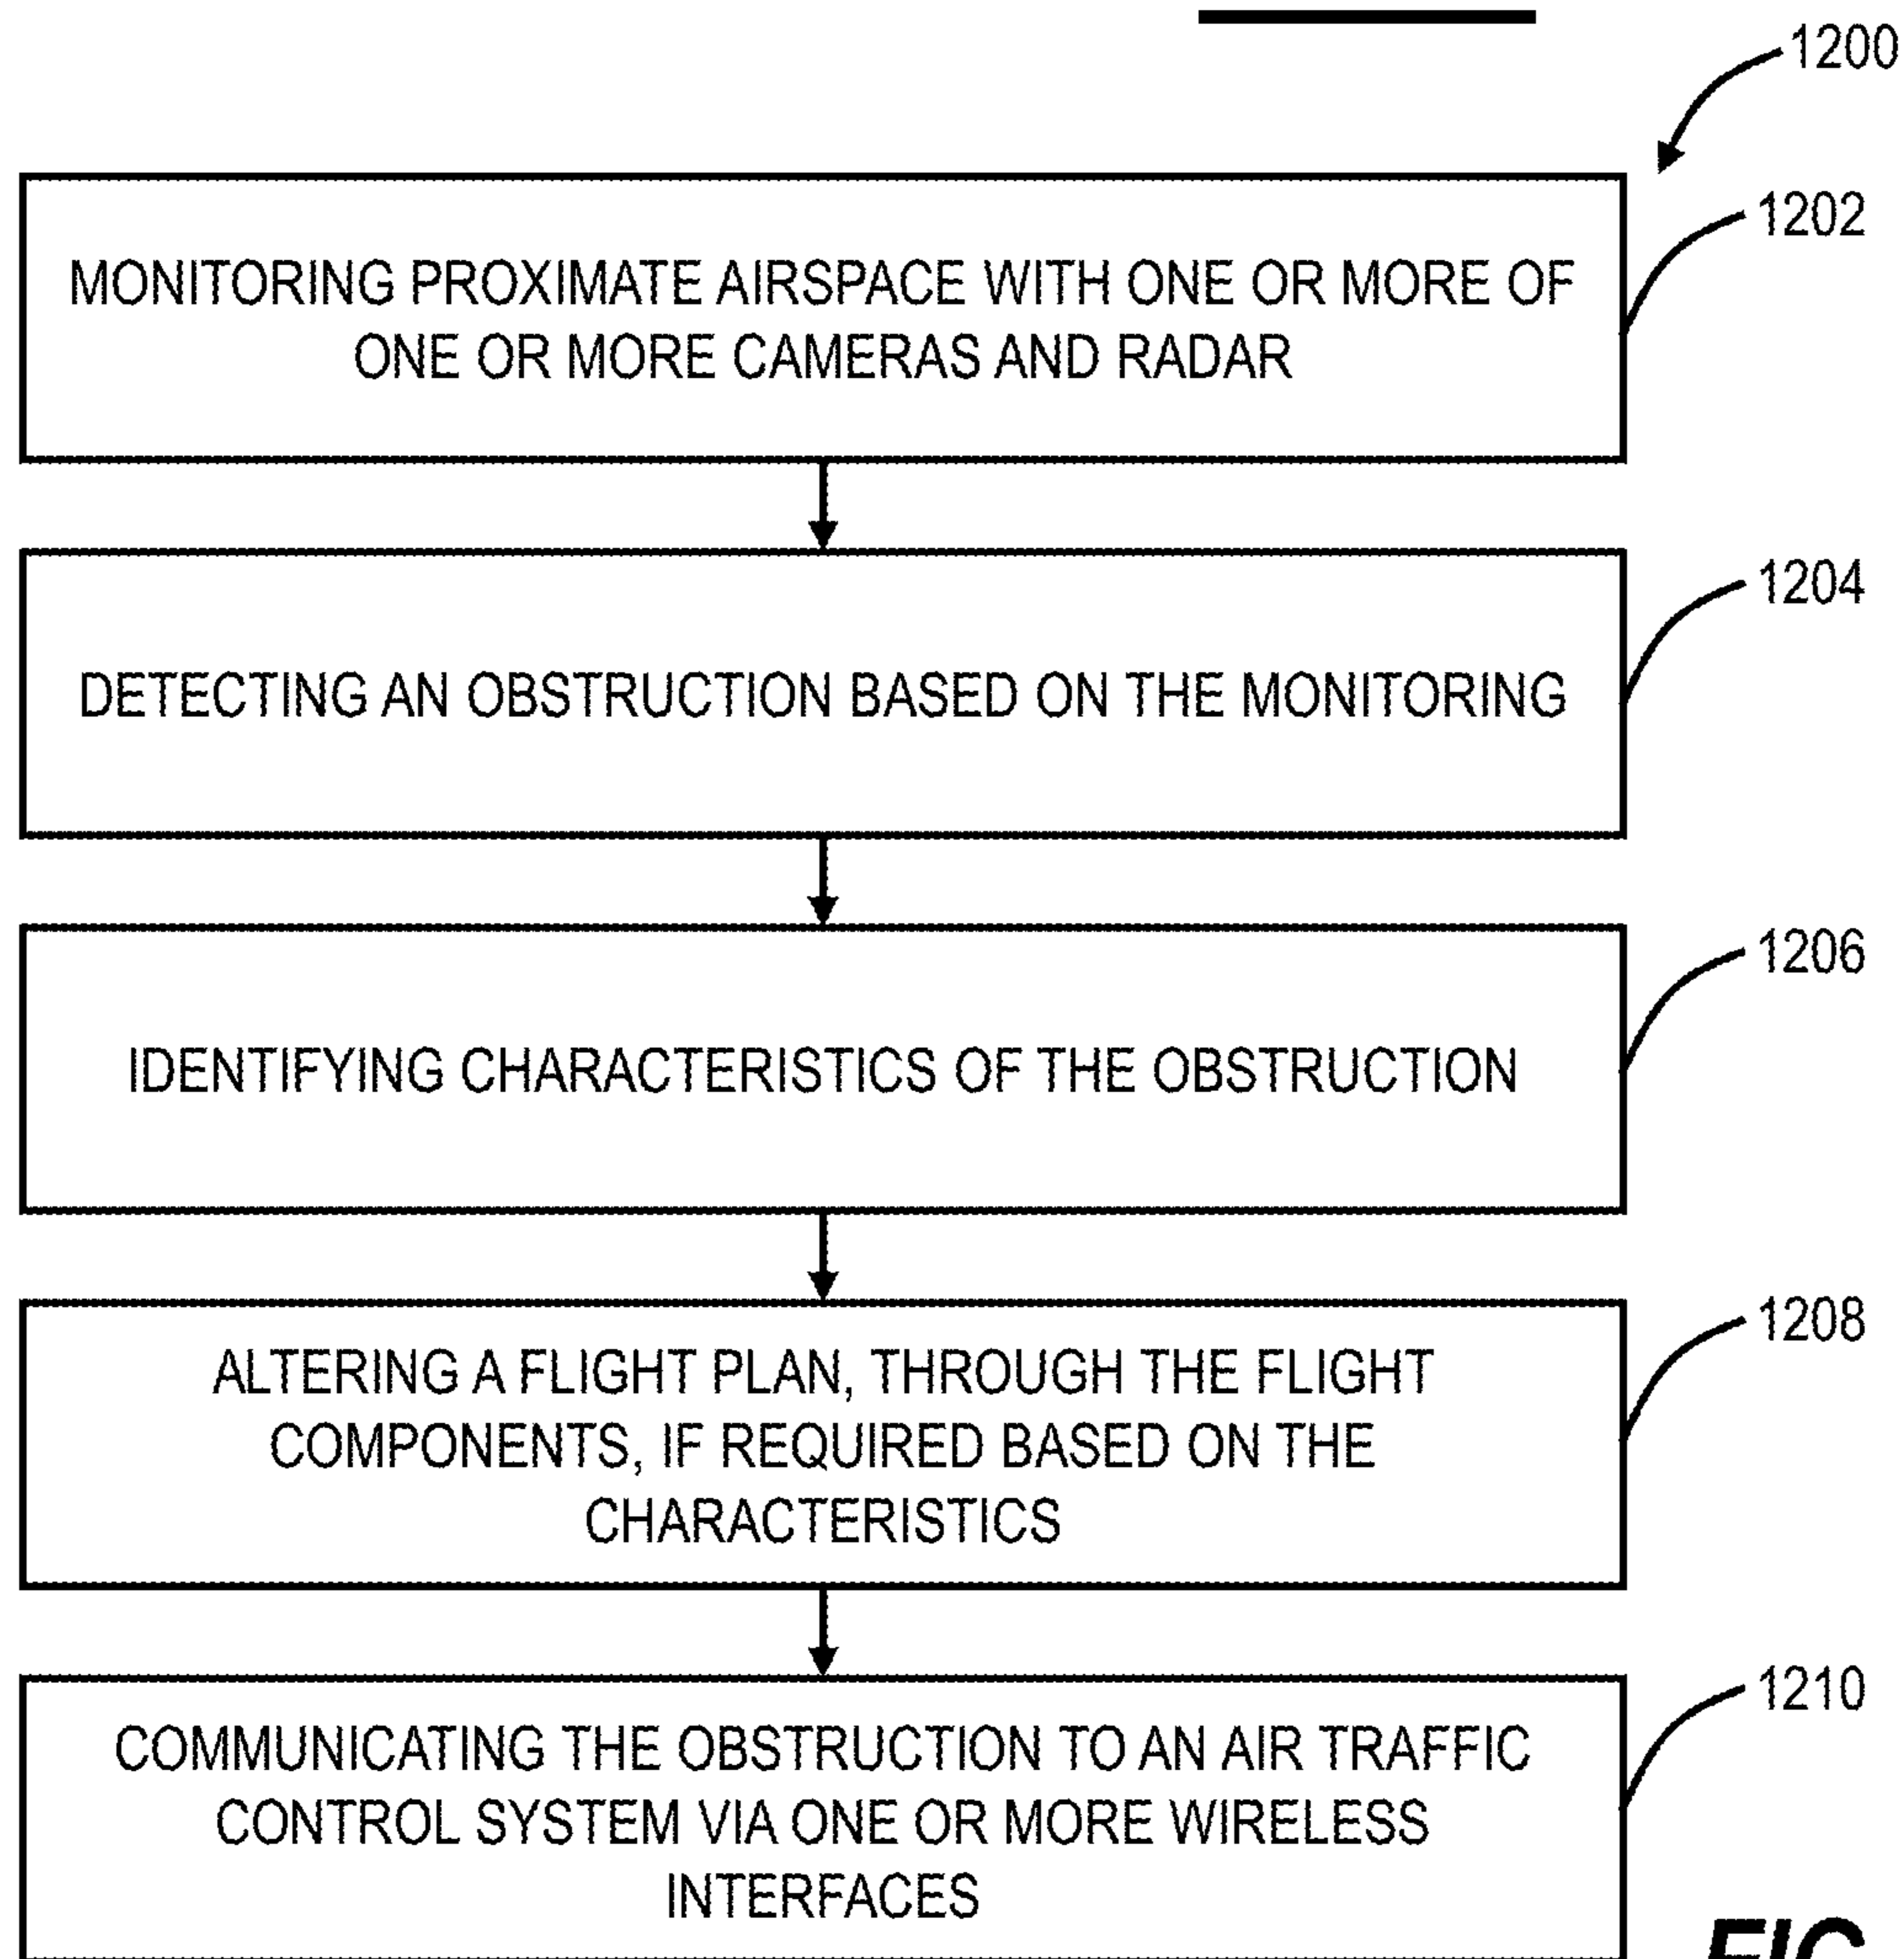 1200
1202
MONITORING PROXIMATE AIRSPACE WITH ONE OR MORE OF
ONE OR MORE CAMERAS AND RADAR
1204
DETECTING AN OBSTRUCTION BASED ON THE MONITORING
1206
IDENTIFYING CHARACTERISTICS OF THE OBSTRUCTION
1208
ALTERING A FLIGHT PLAN, THROUGH THE FLIGHT
COMPONENTS, IF REQUIRED BASED ON THE
CHARACTERISTICS
1210
COMMUNICATING THE OBSTRUCTION TO AN AIR TRAFFIC
CONTROL SYSTEM VIA ONE OR MORE WIRELESS
INTERFACES
FIG